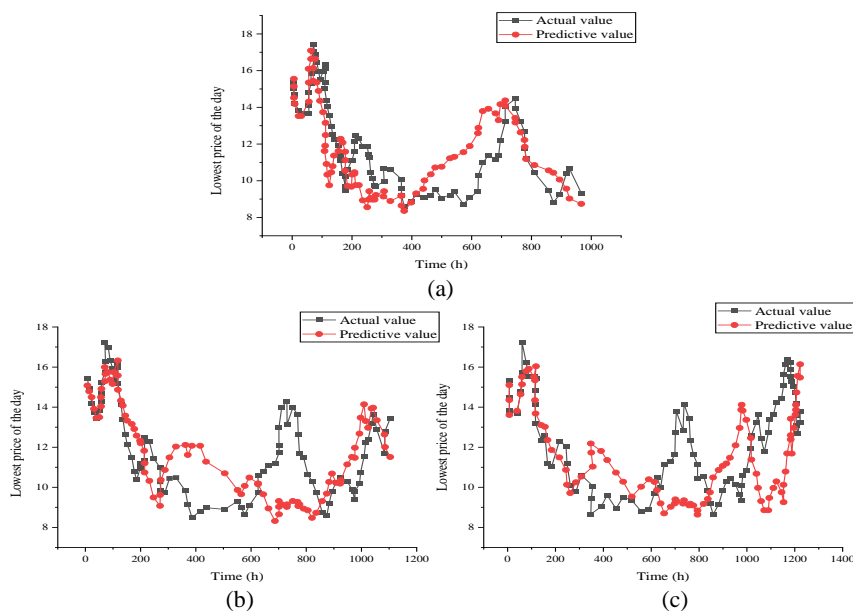 Actual value
Predictive value
18
16
14
12
10
8
Lowest price of the day
0
200
400
600
800
1000
Time (h)
(a)
Actual value
Predictive value
18
16
14
12
10
8
Lowest price of the day
0
200
400
600
800
1000
1200
Time (h)
(b)
Actual value
Predictive value
18
16
14
12
10
8
Lowest price of the day
0
200
400
600
800
1000
1200
1400
Time (h)
(c)